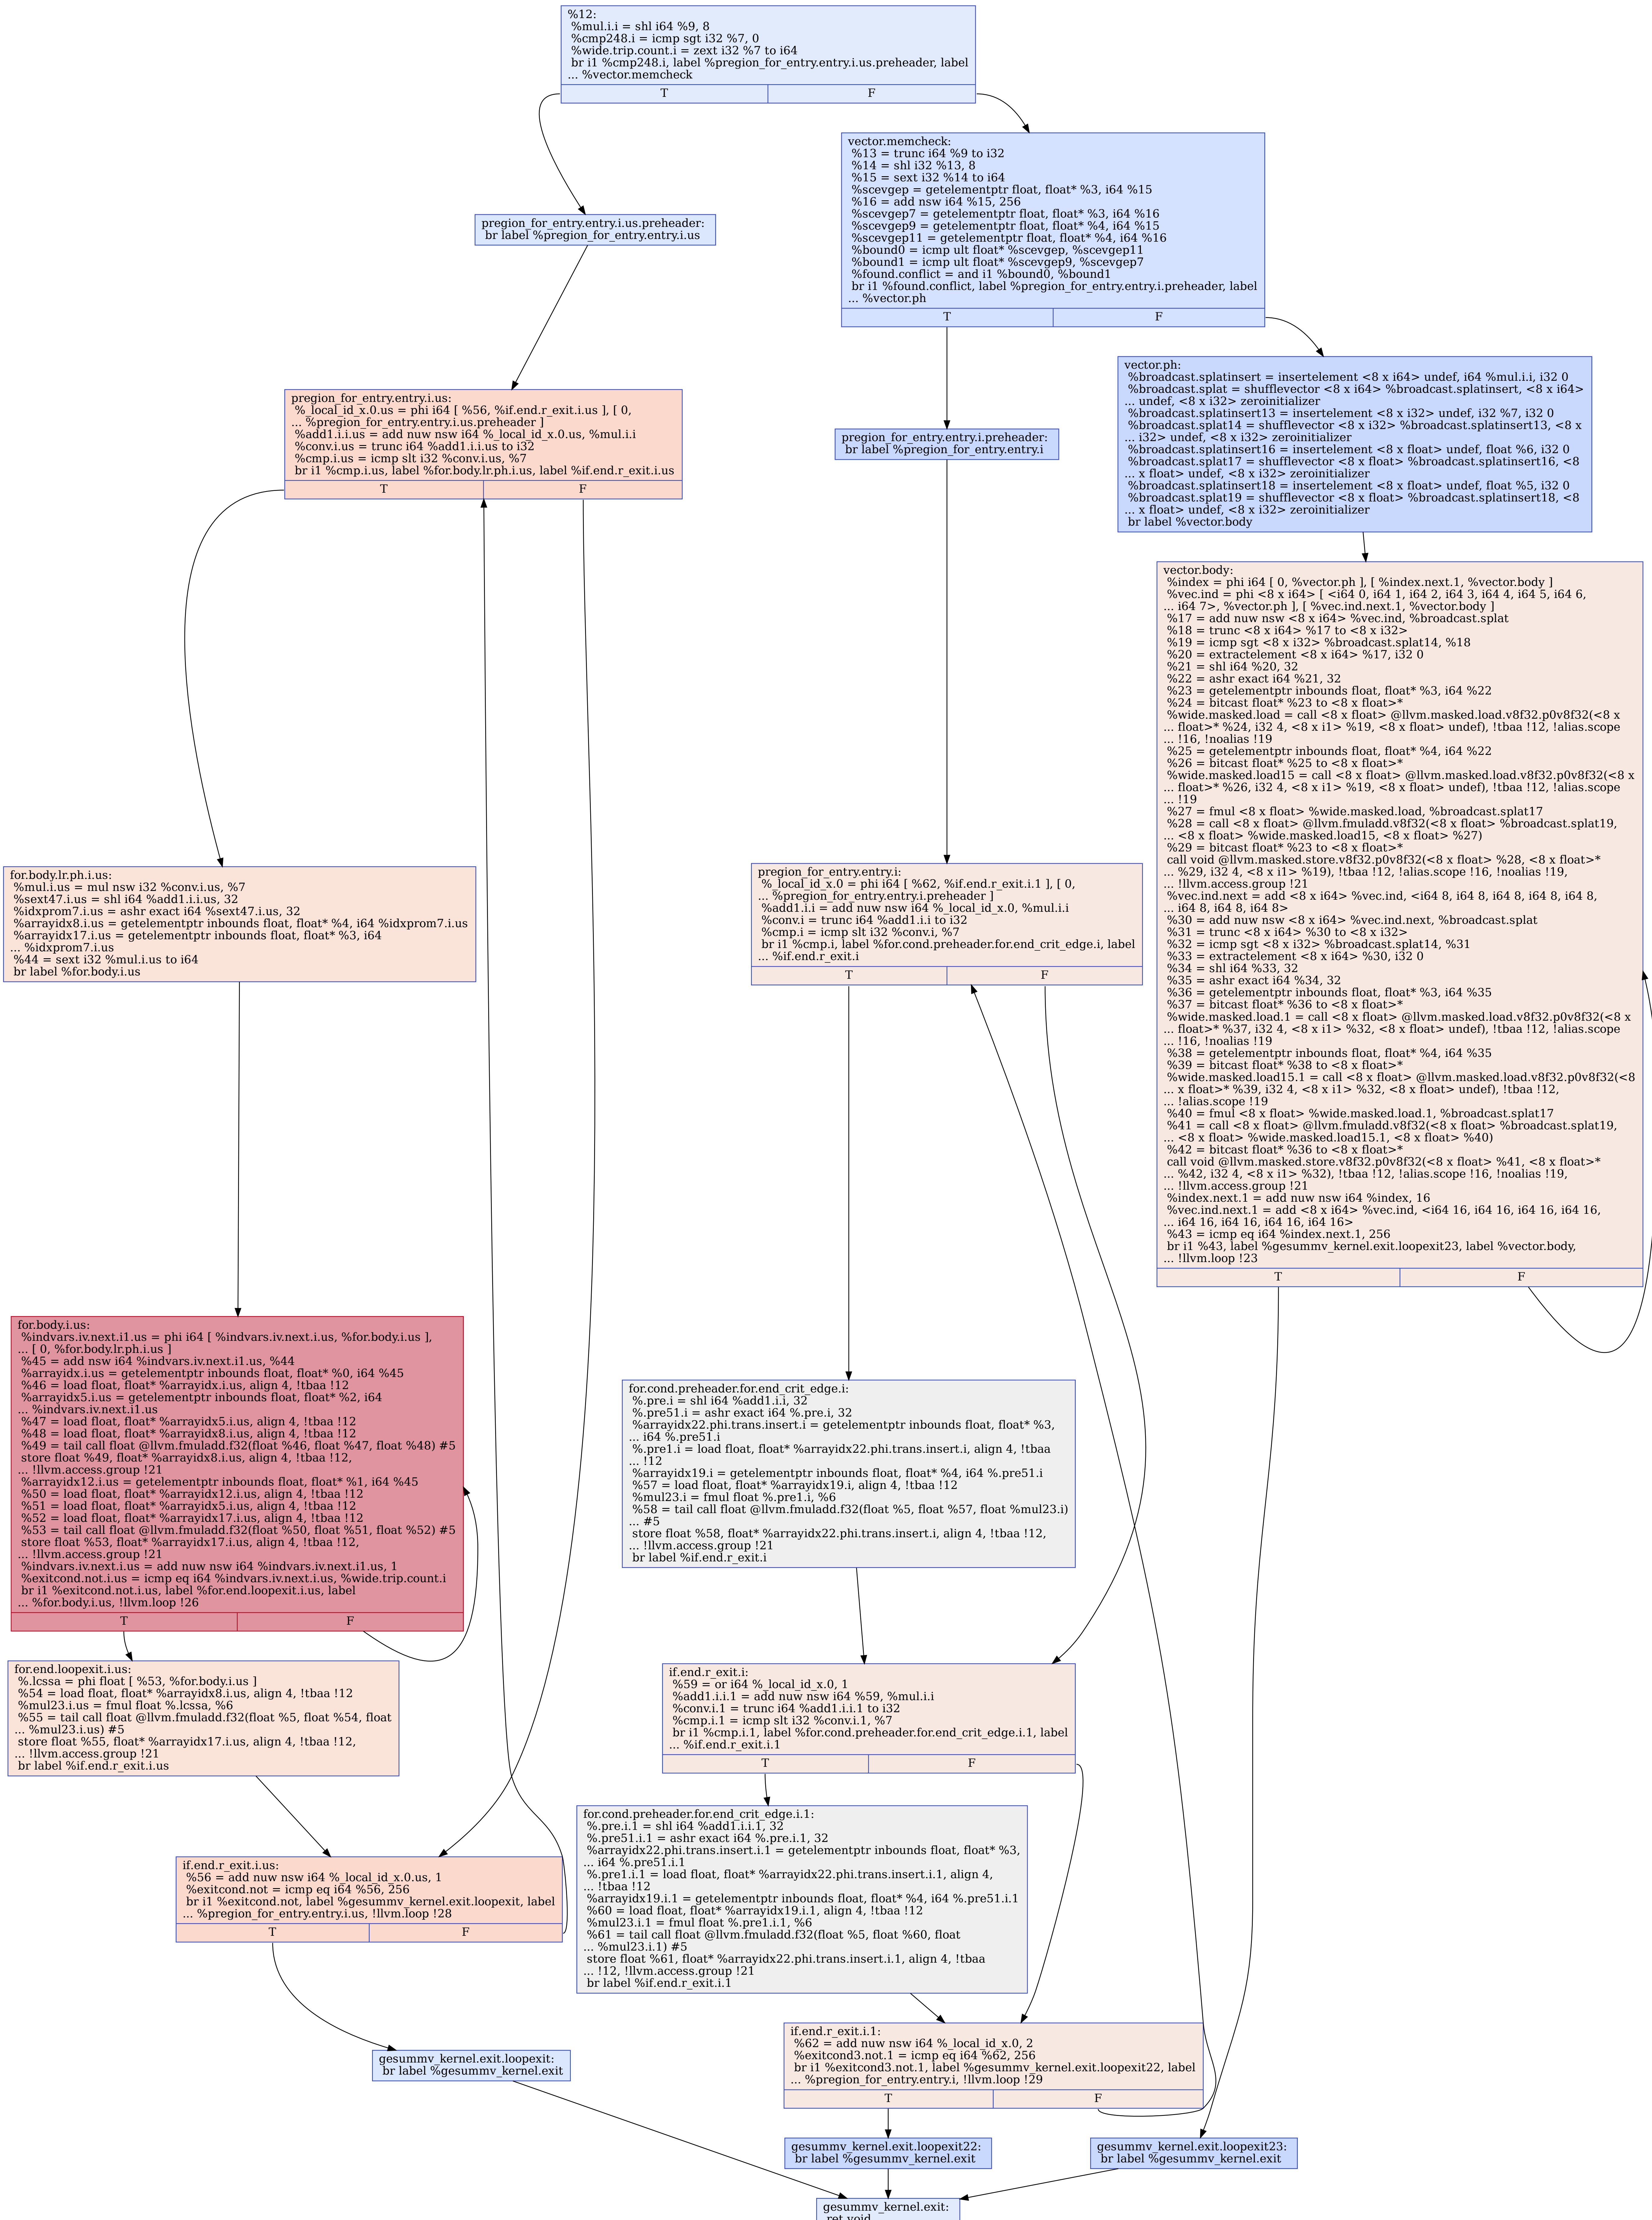 %12:
%mul.i.i = shl i64 %9, 8
%cmp248.i = icmp sgt i32 %7, 0
%wide.trip.count.i = zext i32 %7 to i64
br i1 %cmp248.i, label %pregion_for_entry.entry.i.us.preheader, label
... %vector.memcheck
T
F
vector.memcheck:
%13 = trunc i64 %9 to i32
%14 = shl i32 %13, 8
%15 = sext i32 %14 to i64
%scevgep = getelementptr float, float* %3, i64 %15
%16 = add nsw i64 %15, 256
%scevgep7 = getelementptr float, float* %3, i64 %16
%scevgep9 = getelementptr float, float* %4, i64 %15
%scevgep11 = getelementptr float, float* %4, i64 %16
%bound0 = icmp ult float* %scevgep, %scevgep11
%bound1 = icmp ult float* %scevgep9, %scevgep7
%found.conflict = and i1 %bound0, %bound1
br i1 %found.conflict, label %pregion_for_entry.entry.i.preheader, label
... %vector.ph
T
F
pregion_for_entry.entry.i.us.preheader:
br label %pregion_for_entry.entry.i.us
vector.ph:
%broadcast.splatinsert = insertelement <8 x i64> undef, i64 %mul.i.i, i32 0
%broadcast.splat = shufflevector <8 x i64> %broadcast.splatinsert, <8 x i64>
... undef, <8 x i32> zeroinitializer
%broadcast.splatinsert13 = insertelement <8 x i32> undef, i32 %7, i32 0
%broadcast.splat14 = shufflevector <8 x i32> %broadcast.splatinsert13, <8 x
... i32> undef, <8 x i32> zeroinitializer
%broadcast.splatinsert16 = insertelement <8 x float> undef, float %6, i32 0
%broadcast.splat17 = shufflevector <8 x float> %broadcast.splatinsert16, <8
... x float> undef, <8 x i32> zeroinitializer
%broadcast.splatinsert18 = insertelement <8 x float> undef, float %5, i32 0
%broadcast.splat19 = shufflevector <8 x float> %broadcast.splatinsert18, <8
... x float> undef, <8 x i32> zeroinitializer
br label %vector.body
pregion_for_entry.entry.i.us:
%_local_id_x.0.us = phi i64 [ %56, %if.end.r_exit.i.us ], [ 0,
... %pregion_for_entry.entry.i.us.preheader ]
%add1.i.i.us = add nuw nsw i64 %_local_id_x.0.us, %mul.i.i
%conv.i.us = trunc i64 %add1.i.i.us to i32
%cmp.i.us = icmp slt i32 %conv.i.us, %7
br i1 %cmp.i.us, label %for.body.lr.ph.i.us, label %if.end.r_exit.i.us
T
F
pregion_for_entry.entry.i.preheader:
br label %pregion_for_entry.entry.i
vector.body:
%index = phi i64 [ 0, %vector.ph ], [ %index.next.1, %vector.body ]
%vec.ind = phi <8 x i64> [ <i64 0, i64 1, i64 2, i64 3, i64 4, i64 5, i64 6,
... i64 7>, %vector.ph ], [ %vec.ind.next.1, %vector.body ]
%17 = add nuw nsw <8 x i64> %vec.ind, %broadcast.splat
%18 = trunc <8 x i64> %17 to <8 x i32>
%19 = icmp sgt <8 x i32> %broadcast.splat14, %18
%20 = extractelement <8 x i64> %17, i32 0
%21 = shl i64 %20, 32
%22 = ashr exact i64 %21, 32
%23 = getelementptr inbounds float, float* %3, i64 %22
%24 = bitcast float* %23 to <8 x float>*
%wide.masked.load = call <8 x float> @llvm.masked.load.v8f32.p0v8f32(<8 x
... float>* %24, i32 4, <8 x i1> %19, <8 x float> undef), !tbaa !12, !alias.scope
... !16, !noalias !19
%25 = getelementptr inbounds float, float* %4, i64 %22
%26 = bitcast float* %25 to <8 x float>*
%wide.masked.load15 = call <8 x float> @llvm.masked.load.v8f32.p0v8f32(<8 x
... float>* %26, i32 4, <8 x i1> %19, <8 x float> undef), !tbaa !12, !alias.scope
... !19
%27 = fmul <8 x float> %wide.masked.load, %broadcast.splat17
%28 = call <8 x float> @llvm.fmuladd.v8f32(<8 x float> %broadcast.splat19,
... <8 x float> %wide.masked.load15, <8 x float> %27)
%29 = bitcast float* %23 to <8 x float>*
call void @llvm.masked.store.v8f32.p0v8f32(<8 x float> %28, <8 x float>*
... %29, i32 4, <8 x i1> %19), !tbaa !12, !alias.scope !16, !noalias !19,
... !llvm.access.group !21
%vec.ind.next = add <8 x i64> %vec.ind, <i64 8, i64 8, i64 8, i64 8, i64 8,
... i64 8, i64 8, i64 8>
%30 = add nuw nsw <8 x i64> %vec.ind.next, %broadcast.splat
%31 = trunc <8 x i64> %30 to <8 x i32>
%32 = icmp sgt <8 x i32> %broadcast.splat14, %31
%33 = extractelement <8 x i64> %30, i32 0
%34 = shl i64 %33, 32
%35 = ashr exact i64 %34, 32
%36 = getelementptr inbounds float, float* %3, i64 %35
%37 = bitcast float* %36 to <8 x float>*
%wide.masked.load.1 = call <8 x float> @llvm.masked.load.v8f32.p0v8f32(<8 x
... float>* %37, i32 4, <8 x i1> %32, <8 x float> undef), !tbaa !12, !alias.scope
... !16, !noalias !19
%38 = getelementptr inbounds float, float* %4, i64 %35
%39 = bitcast float* %38 to <8 x float>*
%wide.masked.load15.1 = call <8 x float> @llvm.masked.load.v8f32.p0v8f32(<8
... x float>* %39, i32 4, <8 x i1> %32, <8 x float> undef), !tbaa !12,
... !alias.scope !19
%40 = fmul <8 x float> %wide.masked.load.1, %broadcast.splat17
%41 = call <8 x float> @llvm.fmuladd.v8f32(<8 x float> %broadcast.splat19,
... <8 x float> %wide.masked.load15.1, <8 x float> %40)
%42 = bitcast float* %36 to <8 x float>*
call void @llvm.masked.store.v8f32.p0v8f32(<8 x float> %41, <8 x float>*
... %42, i32 4, <8 x i1> %32), !tbaa !12, !alias.scope !16, !noalias !19,
... !llvm.access.group !21
%index.next.1 = add nuw nsw i64 %index, 16
%vec.ind.next.1 = add <8 x i64> %vec.ind, <i64 16, i64 16, i64 16, i64 16,
... i64 16, i64 16, i64 16, i64 16>
%43 = icmp eq i64 %index.next.1, 256
br i1 %43, label %gesummv_kernel.exit.loopexit23, label %vector.body,
... !llvm.loop !23
T
F
for.body.lr.ph.i.us:
%mul.i.us = mul nsw i32 %conv.i.us, %7
%sext47.i.us = shl i64 %add1.i.i.us, 32
%idxprom7.i.us = ashr exact i64 %sext47.i.us, 32
%arrayidx8.i.us = getelementptr inbounds float, float* %4, i64 %idxprom7.i.us
%arrayidx17.i.us = getelementptr inbounds float, float* %3, i64
... %idxprom7.i.us
%44 = sext i32 %mul.i.us to i64
br label %for.body.i.us
pregion_for_entry.entry.i:
%_local_id_x.0 = phi i64 [ %62, %if.end.r_exit.i.1 ], [ 0,
... %pregion_for_entry.entry.i.preheader ]
%add1.i.i = add nuw nsw i64 %_local_id_x.0, %mul.i.i
%conv.i = trunc i64 %add1.i.i to i32
%cmp.i = icmp slt i32 %conv.i, %7
br i1 %cmp.i, label %for.cond.preheader.for.end_crit_edge.i, label
... %if.end.r_exit.i
T
F
for.body.i.us:
%indvars.iv.next.i1.us = phi i64 [ %indvars.iv.next.i.us, %for.body.i.us ],
... [ 0, %for.body.lr.ph.i.us ]
%45 = add nsw i64 %indvars.iv.next.i1.us, %44
%arrayidx.i.us = getelementptr inbounds float, float* %0, i64 %45
%46 = load float, float* %arrayidx.i.us, align 4, !tbaa !12
%arrayidx5.i.us = getelementptr inbounds float, float* %2, i64
... %indvars.iv.next.i1.us
%47 = load float, float* %arrayidx5.i.us, align 4, !tbaa !12
%48 = load float, float* %arrayidx8.i.us, align 4, !tbaa !12
%49 = tail call float @llvm.fmuladd.f32(float %46, float %47, float %48) #5
store float %49, float* %arrayidx8.i.us, align 4, !tbaa !12,
... !llvm.access.group !21
%arrayidx12.i.us = getelementptr inbounds float, float* %1, i64 %45
%50 = load float, float* %arrayidx12.i.us, align 4, !tbaa !12
%51 = load float, float* %arrayidx5.i.us, align 4, !tbaa !12
%52 = load float, float* %arrayidx17.i.us, align 4, !tbaa !12
%53 = tail call float @llvm.fmuladd.f32(float %50, float %51, float %52) #5
store float %53, float* %arrayidx17.i.us, align 4, !tbaa !12,
... !llvm.access.group !21
%indvars.iv.next.i.us = add nuw nsw i64 %indvars.iv.next.i1.us, 1
%exitcond.not.i.us = icmp eq i64 %indvars.iv.next.i.us, %wide.trip.count.i
br i1 %exitcond.not.i.us, label %for.end.loopexit.i.us, label
... %for.body.i.us, !llvm.loop !26
T
F
for.cond.preheader.for.end_crit_edge.i:
%.pre.i = shl i64 %add1.i.i, 32
%.pre51.i = ashr exact i64 %.pre.i, 32
%arrayidx22.phi.trans.insert.i = getelementptr inbounds float, float* %3,
... i64 %.pre51.i
%.pre1.i = load float, float* %arrayidx22.phi.trans.insert.i, align 4, !tbaa
... !12
%arrayidx19.i = getelementptr inbounds float, float* %4, i64 %.pre51.i
%57 = load float, float* %arrayidx19.i, align 4, !tbaa !12
%mul23.i = fmul float %.pre1.i, %6
%58 = tail call float @llvm.fmuladd.f32(float %5, float %57, float %mul23.i)
... #5
store float %58, float* %arrayidx22.phi.trans.insert.i, align 4, !tbaa !12,
... !llvm.access.group !21
br label %if.end.r_exit.i
for.end.loopexit.i.us:
%.lcssa = phi float [ %53, %for.body.i.us ]
%54 = load float, float* %arrayidx8.i.us, align 4, !tbaa !12
%mul23.i.us = fmul float %.lcssa, %6
%55 = tail call float @llvm.fmuladd.f32(float %5, float %54, float
... %mul23.i.us) #5
store float %55, float* %arrayidx17.i.us, align 4, !tbaa !12,
... !llvm.access.group !21
br label %if.end.r_exit.i.us
if.end.r_exit.i:
%59 = or i64 %_local_id_x.0, 1
%add1.i.i.1 = add nuw nsw i64 %59, %mul.i.i
%conv.i.1 = trunc i64 %add1.i.i.1 to i32
%cmp.i.1 = icmp slt i32 %conv.i.1, %7
br i1 %cmp.i.1, label %for.cond.preheader.for.end_crit_edge.i.1, label
... %if.end.r_exit.i.1
T
F
for.cond.preheader.for.end_crit_edge.i.1:
%.pre.i.1 = shl i64 %add1.i.i.1, 32
%.pre51.i.1 = ashr exact i64 %.pre.i.1, 32
%arrayidx22.phi.trans.insert.i.1 = getelementptr inbounds float, float* %3,
... i64 %.pre51.i.1
%.pre1.i.1 = load float, float* %arrayidx22.phi.trans.insert.i.1, align 4,
... !tbaa !12
%arrayidx19.i.1 = getelementptr inbounds float, float* %4, i64 %.pre51.i.1
%60 = load float, float* %arrayidx19.i.1, align 4, !tbaa !12
%mul23.i.1 = fmul float %.pre1.i.1, %6
%61 = tail call float @llvm.fmuladd.f32(float %5, float %60, float
... %mul23.i.1) #5
store float %61, float* %arrayidx22.phi.trans.insert.i.1, align 4, !tbaa
... !12, !llvm.access.group !21
br label %if.end.r_exit.i.1
if.end.r_exit.i.us:
%56 = add nuw nsw i64 %_local_id_x.0.us, 1
%exitcond.not = icmp eq i64 %56, 256
br i1 %exitcond.not, label %gesummv_kernel.exit.loopexit, label
... %pregion_for_entry.entry.i.us, !llvm.loop !28
T
F
if.end.r_exit.i.1:
%62 = add nuw nsw i64 %_local_id_x.0, 2
%exitcond3.not.1 = icmp eq i64 %62, 256
br i1 %exitcond3.not.1, label %gesummv_kernel.exit.loopexit22, label
... %pregion_for_entry.entry.i, !llvm.loop !29
T
F
gesummv_kernel.exit.loopexit:
br label %gesummv_kernel.exit
gesummv_kernel.exit.loopexit22:
br label %gesummv_kernel.exit
gesummv_kernel.exit.loopexit23:
br label %gesummv_kernel.exit
gesummv_kernel.exit:
ret void